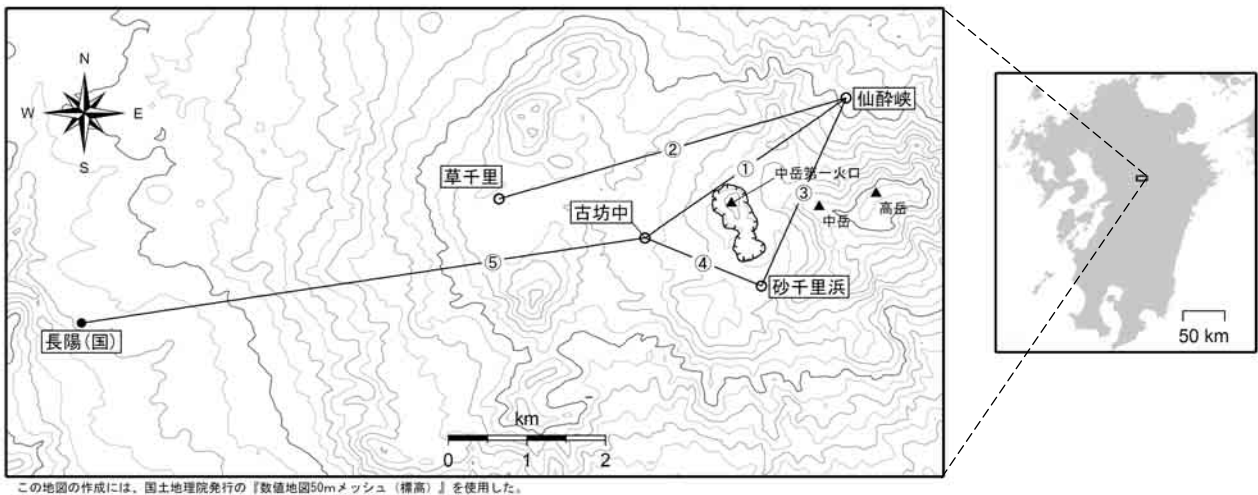 N
W
E
S
仙酔峡
②
草千里
①
中岳第一火口
③
古坊中
中岳
高岳
⑤
④
砂千里浜
長陽(国)
km
0 1 2
50 km
この地図の作成には、国土地理院発行の『数値地図50mメッシュ（標高）』を使用した。